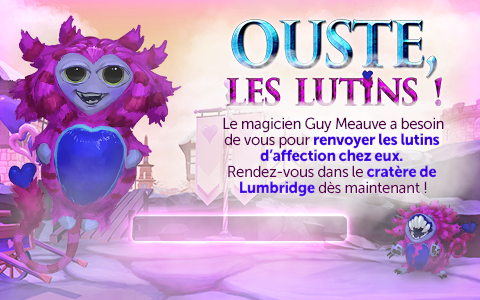 OUSTE,
LES LUTINS !
Le magicien Guy Meauve a besoin
de vous pour renvoyer les lutins
d’affection chez eux.
Rendez-vous dans le cratère de
Lumbridge dès maintenant !